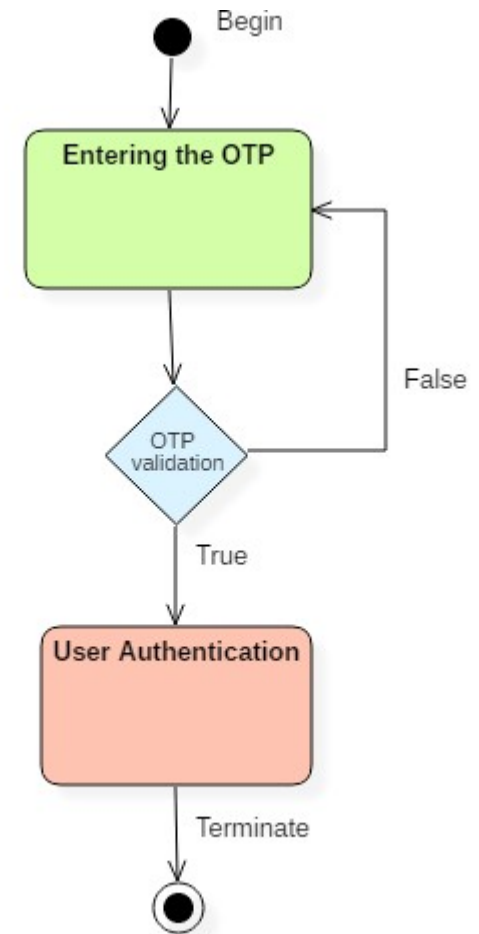 Begin
Entering the OTP
False
OTP
validation
True
User Authentication
Terminate